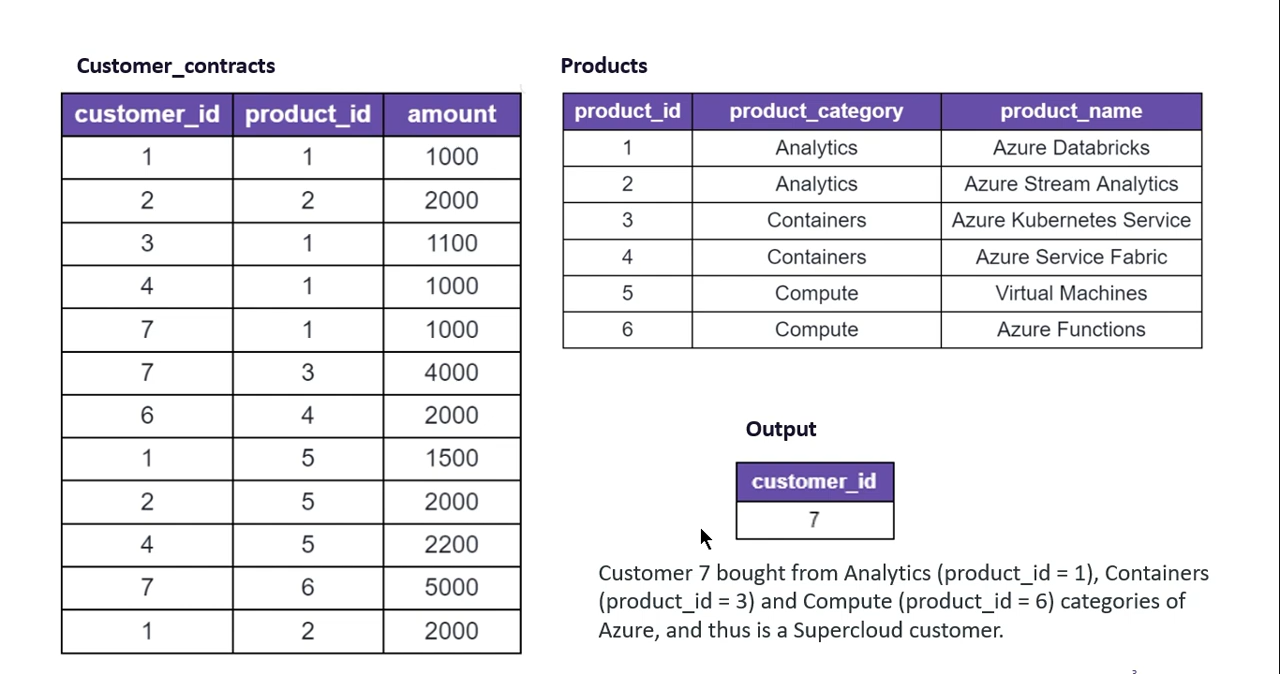 Customer_contracts
customer_id product_id amount
1 1 1000
2 2 2000
3 1 1100
4 1 1000
7 1 1000
7 3 4000
6 4 2000
1 5 1500
2 5 2000
4 5 2200
7 6 5000
1 2 2000
Products
product_id product_category product_name
1 Analytics Azure Databricks
2 Analytics Azure Stream Analytics
3 Containers Azure Kubernetes Service
4 Containers Azure Service Fabric
5 Compute Virtual Machines
6 Compute Azure Functions
Output
customer_id
7
Customer 7 bought from Analytics (product_id = 1), Containers
(product_id = 3) and Compute (product_id = 6) categories of
Azure, and thus is a Supercloud customer.